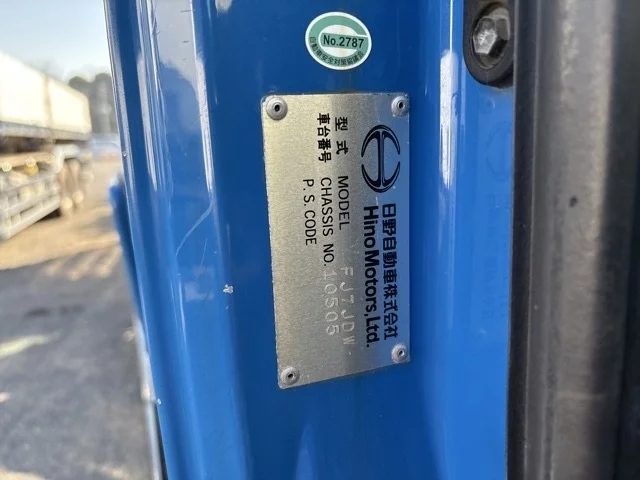 No.2787
日野自動車株式会社
Hino Motors,Ltd.
型式 MODEL FJ7JDW
車台番号 CHASSIS NO. 10505
P.S.CODE